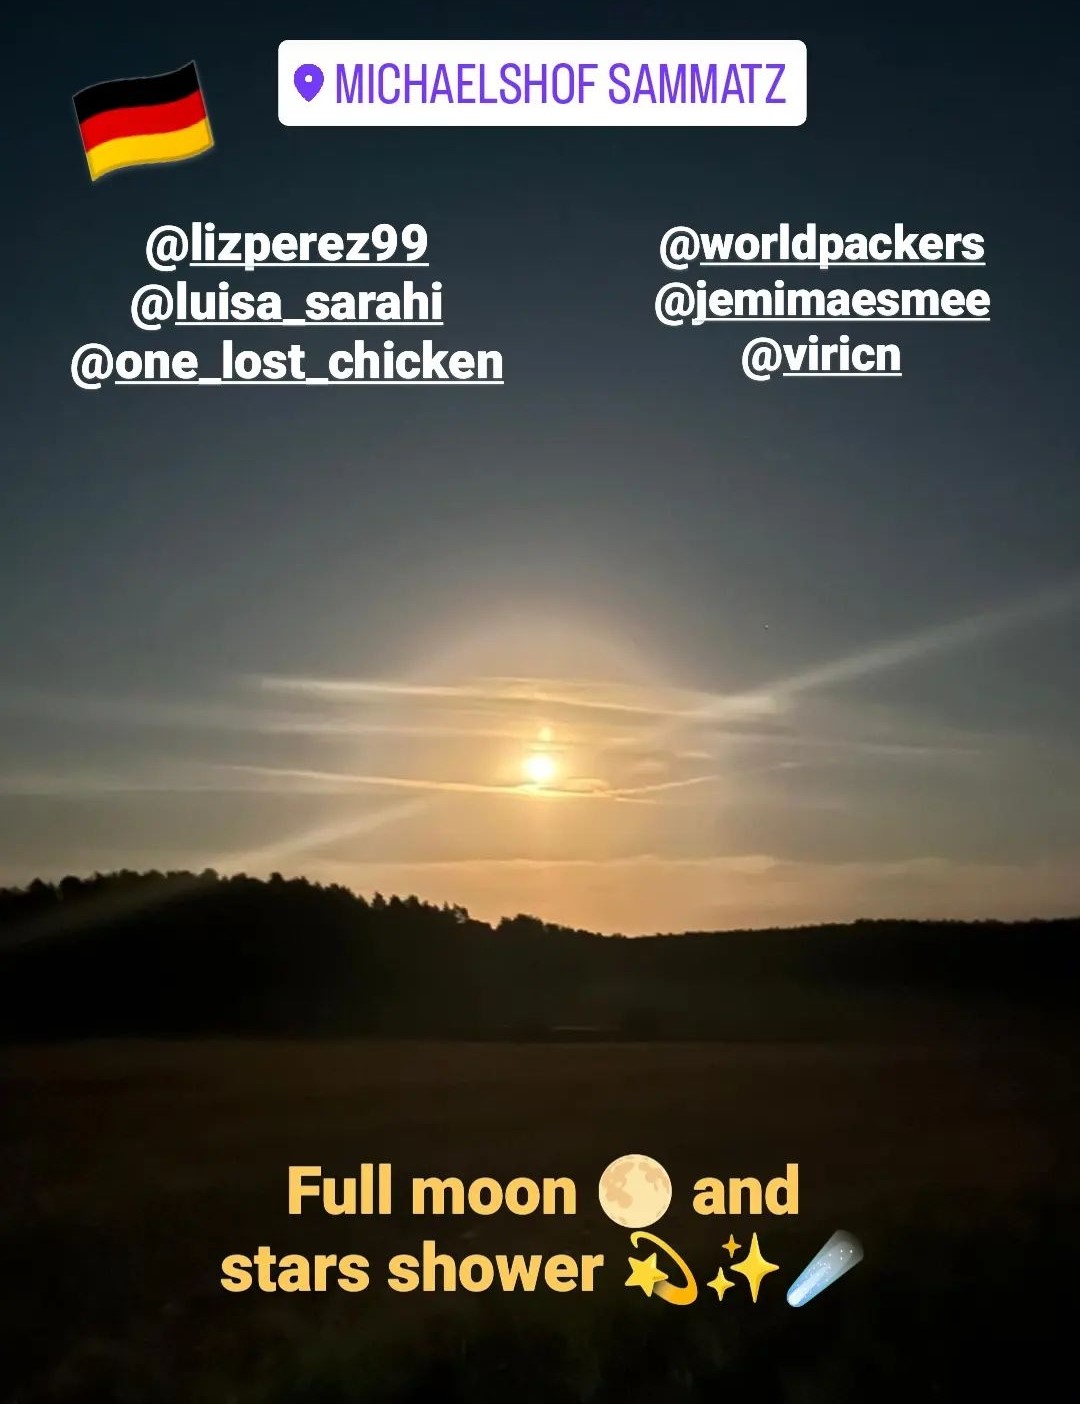 MICHAELSHOF SAMMATZ
@lizperez99
@luisa_sarahi
@one_lost_chicken
@worldpackers
@jemimaesmee
@viricn
Full moon 🌕 and
stars shower 💫✨☄️